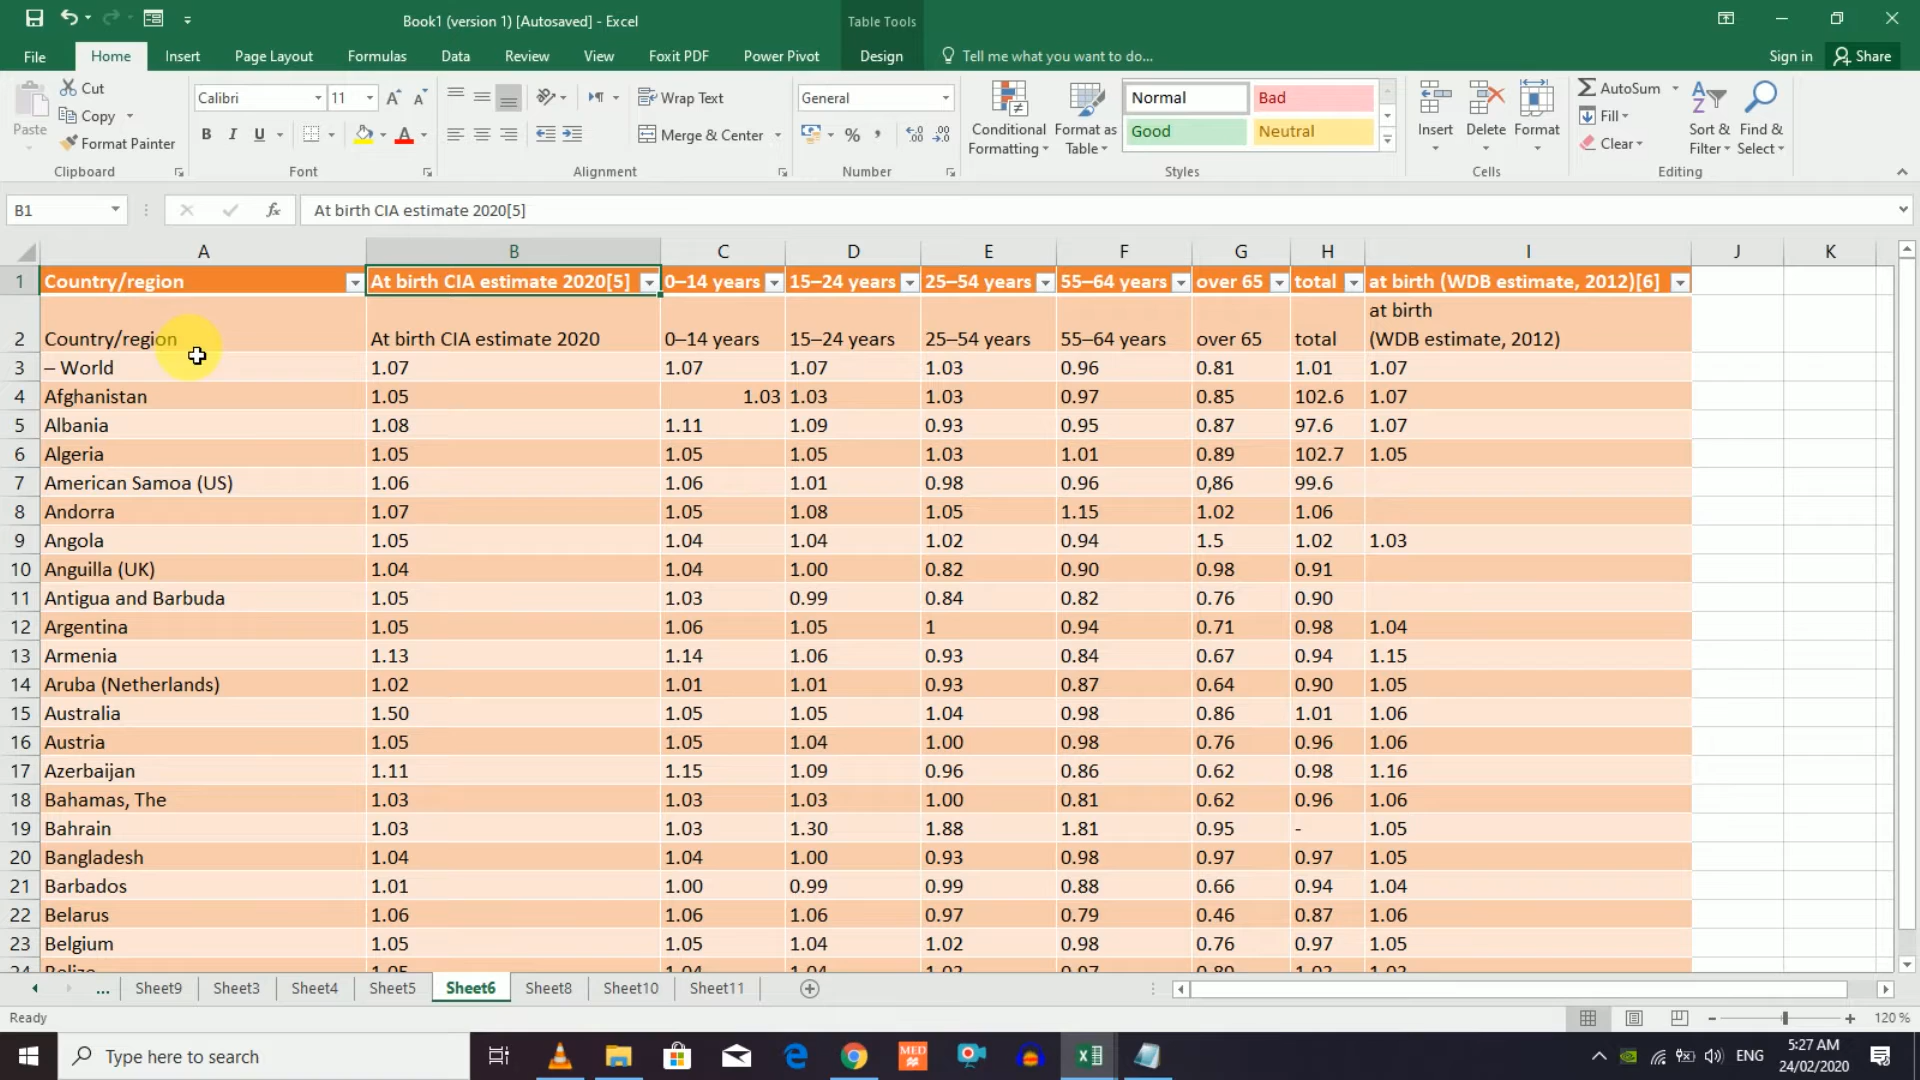 Book1 (version 1) [Autosaved] - Excel
Table Tools
File Home Insert Page Layout Formulas Data Review View Foxit PDF Power Pivot Design Tell me what you want to do... Sign in Share
Paste
Cut
Copy
Format Painter
Clipboard
Calibri 11
B I U
Font
Wrap Text
Merge & Center
Alignment
General
%
Number
Conditional Formatting
Format as Table
Normal Bad
Good Neutral
Styles
Insert Delete Format
Cells
AutoSum
Fill
Clear
Sort & Filter
Find & Select
Editing
B1 fx At birth CIA estimate 2020[5]
A B C D E F G H I J K
1 Country/region At birth CIA estimate 2020[5] 0–14 years 15–24 years 25–54 years 55–64 years over 65 total at birth (WDB estimate, 2012)[6]
at birth
2 Country/region At birth CIA estimate 2020 0–14 years 15–24 years 25–54 years 55–64 years over 65 total (WDB estimate, 2012)
3 – World 1.07 1.07 1.07 1.03 0.96 0.81 1.01 1.07
4 Afghanistan 1.05 1.03 1.03 1.03 0.97 0.85 102.6 1.07
5 Albania 1.08 1.11 1.09 0.93 0.95 0.87 97.6 1.07
6 Algeria 1.05 1.05 1.05 1.03 1.01 0.89 102.7 1.05
7 American Samoa (US) 1.06 1.06 1.01 0.98 0.96 0,86 99.6
8 Andorra 1.07 1.05 1.08 1.05 1.15 1.02 1.06
9 Angola 1.05 1.04 1.04 1.02 0.94 1.5 1.02 1.03
10 Anguilla (UK) 1.04 1.04 1.00 0.82 0.90 0.98 0.91
11 Antigua and Barbuda 1.05 1.03 0.99 0.84 0.82 0.76 0.90
12 Argentina 1.05 1.06 1.05 1 0.94 0.71 0.98 1.04
13 Armenia 1.13 1.14 1.06 0.93 0.84 0.67 0.94 1.15
14 Aruba (Netherlands) 1.02 1.01 1.01 0.93 0.87 0.64 0.90 1.05
15 Australia 1.50 1.05 1.05 1.04 0.98 0.86 1.01 1.06
16 Austria 1.05 1.05 1.04 1.00 0.98 0.76 0.96 1.06
17 Azerbaijan 1.11 1.15 1.09 0.96 0.86 0.62 0.98 1.16
18 Bahamas, The 1.03 1.03 1.03 1.00 0.81 0.62 0.96 1.06
19 Bahrain 1.03 1.03 1.30 1.88 1.81 0.95 - 1.05
20 Bangladesh 1.04 1.04 1.00 0.93 0.98 0.97 0.97 1.05
21 Barbados 1.01 1.00 0.99 0.99 0.88 0.66 0.94 1.04
22 Belarus 1.06 1.06 1.06 0.97 0.79 0.46 0.87 1.06
23 Belgium 1.05 1.05 1.04 1.02 0.98 0.76 0.97 1.05
... Sheet9 Sheet3 Sheet4 Sheet5 Sheet6 Sheet8 Sheet10 Sheet11
Ready 120 %
Type here to search
MED
ENG
5:27 AM
24/02/2020